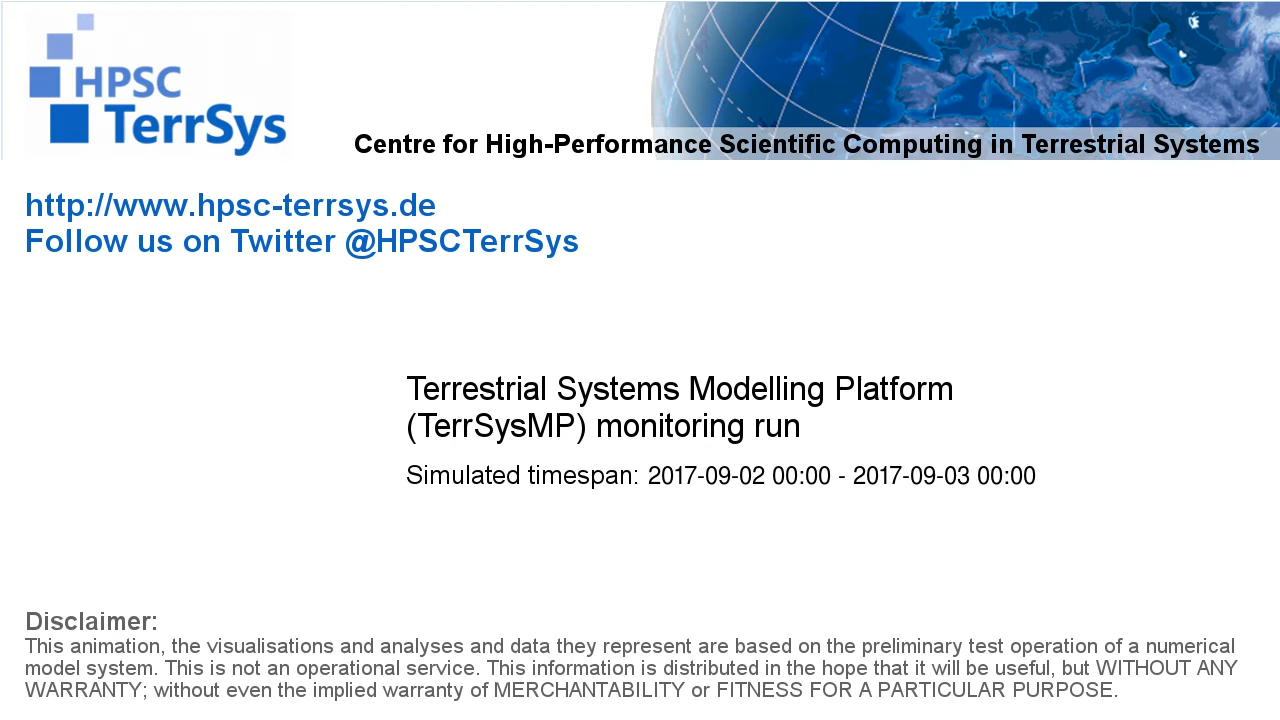 HPSC
TerrSys
Centre for High-Performance Scientific Computing in Terrestrial Systems
http://www.hpsc-terrsys.de
Follow us on Twitter @HPSCTerrSys
Terrestrial Systems Modelling Platform
(TerrSysMP) monitoring run
Simulated timespan: 2017-09-02 00:00 - 2017-09-03 00:00
Disclaimer:
This animation, the visualisations and analyses and data they represent are based on the preliminary test operation of a numerical
model system. This is not an operational service. This information is distributed in the hope that it will be useful, but WITHOUT ANY
WARRANTY; without even the implied warranty of MERCHANTABILITY or FITNESS FOR A PARTICULAR PURPOSE.